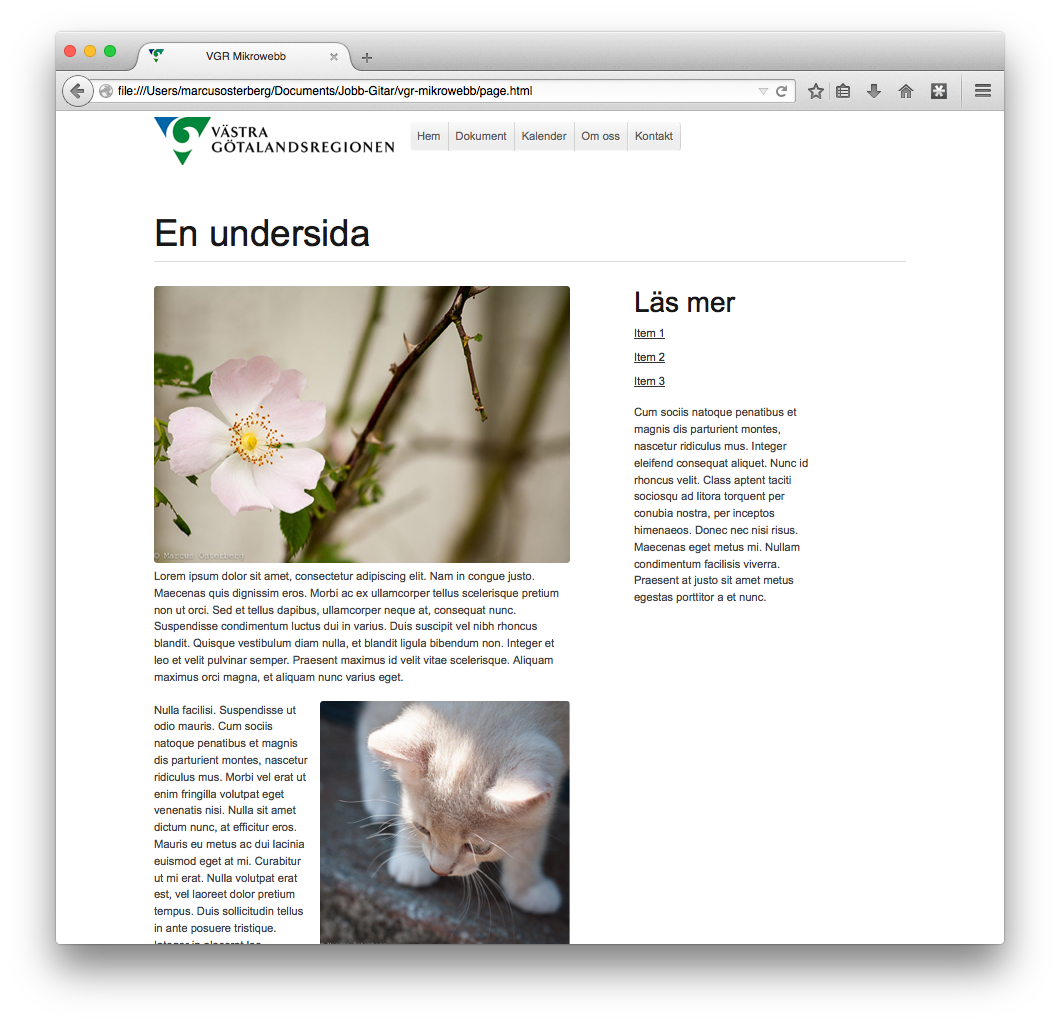 VGR Mikrowebb
file:///Users/marcusosterberg/Documents/Jobb-Gitar/vgr-mikrowebb/page.html
VÄSTRA
GÖTALANDSREGIONEN
Hem Dokument Kalender Om oss Kontakt
En undersida
© Marcus Osterberg
Lorem ipsum dolor sit amet, consectetur adipiscing elit. Nam in congue justo.
Maecenas quis dignissim eros. Morbi ac ex ullamcorper tellus scelerisque pretium
non ut orci. Sed et tellus dapibus, ullamcorper neque at, consequat nunc.
Suspendisse condimentum luctus dui in varius. Duis suscipit vel nibh rhoncus
blandit. Quisque vestibulum diam nulla, et blandit ligula bibendum non. Integer et
leo et velit pulvinar semper. Praesent maximus id velit vitae scelerisque. Aliquam
maximus orci magna, et aliquam nunc varius eget.
Nulla facilisi. Suspendisse ut
odio mauris. Cum sociis
natoque penatibus et magnis
dis parturient montes, nascetur
ridiculus mus. Morbi vel erat ut
enim fringilla volutpat eget
venenatis nisi. Nulla sit amet
dictum nunc, at efficitur eros.
Mauris eu metus ac dui lacinia
euismod eget at mi. Curabitur
ut mi erat. Nulla volutpat erat
est, vel laoreet dolor pretium
tempus. Duis sollicitudin tellus
in ante posuere tristique.
Läs mer
Item 1
Item 2
Item 3
Cum sociis natoque penatibus et
magnis dis parturient montes,
nascetur ridiculus mus. Integer
eleifend consequat aliquet. Nunc id
rhoncus velit. Class aptent taciti
sociosqu ad litora torquent per
conubia nostra, per inceptos
himenaeos. Donec nec nisi risus.
Maecenas eget metus mi. Nullam
condimentum facilisis viverra.
Praesent at justo sit amet metus
egestas porttitor a et nunc.